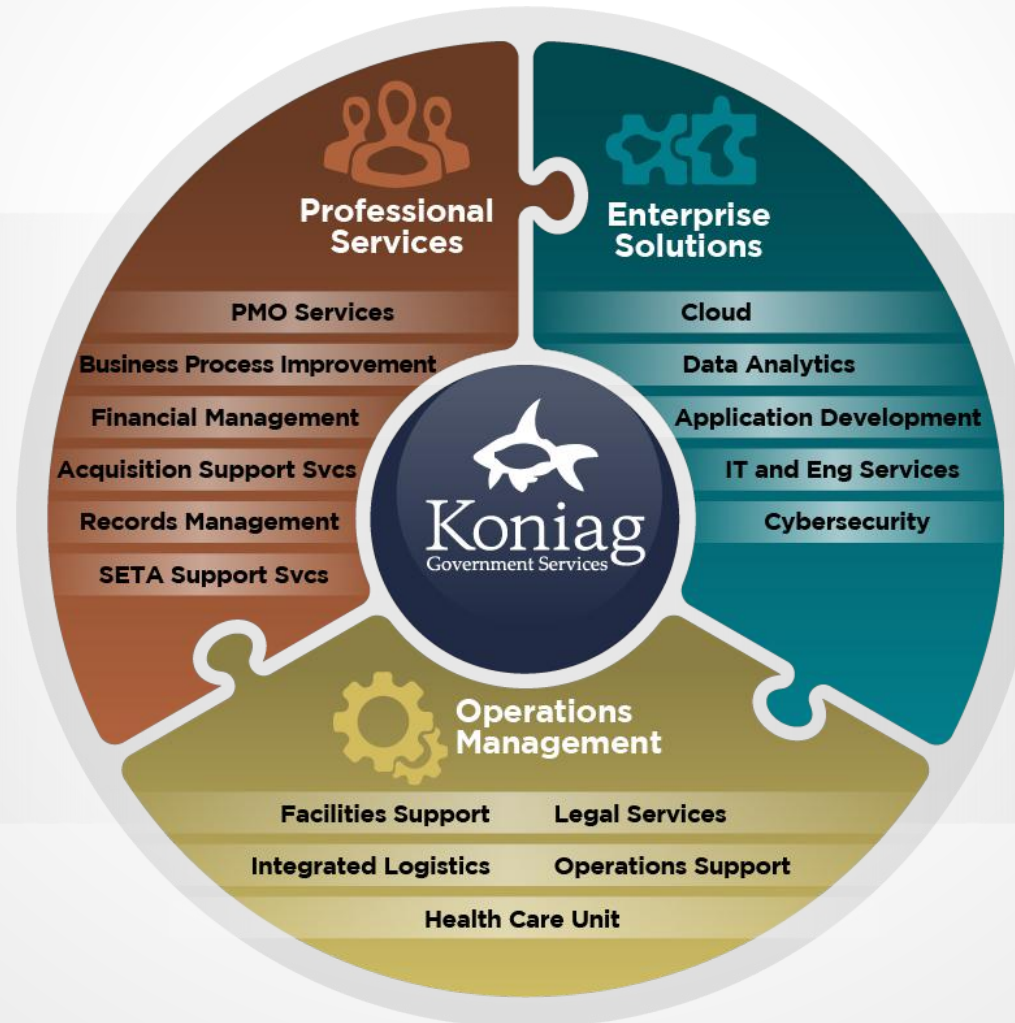 Professional
Services
PMO Services
Business Process Improvement
Financial Management
Acquisition Support Svcs
Records Management
SETA Support Svcs
Enterprise
Solutions
Cloud
Data Analytics
Application Development
IT and Eng Services
Cybersecurity
Koniag
Government Services
Operations
Management
Facilities Support
Legal Services
Integrated Logistics
Operations Support
Health Care Unit